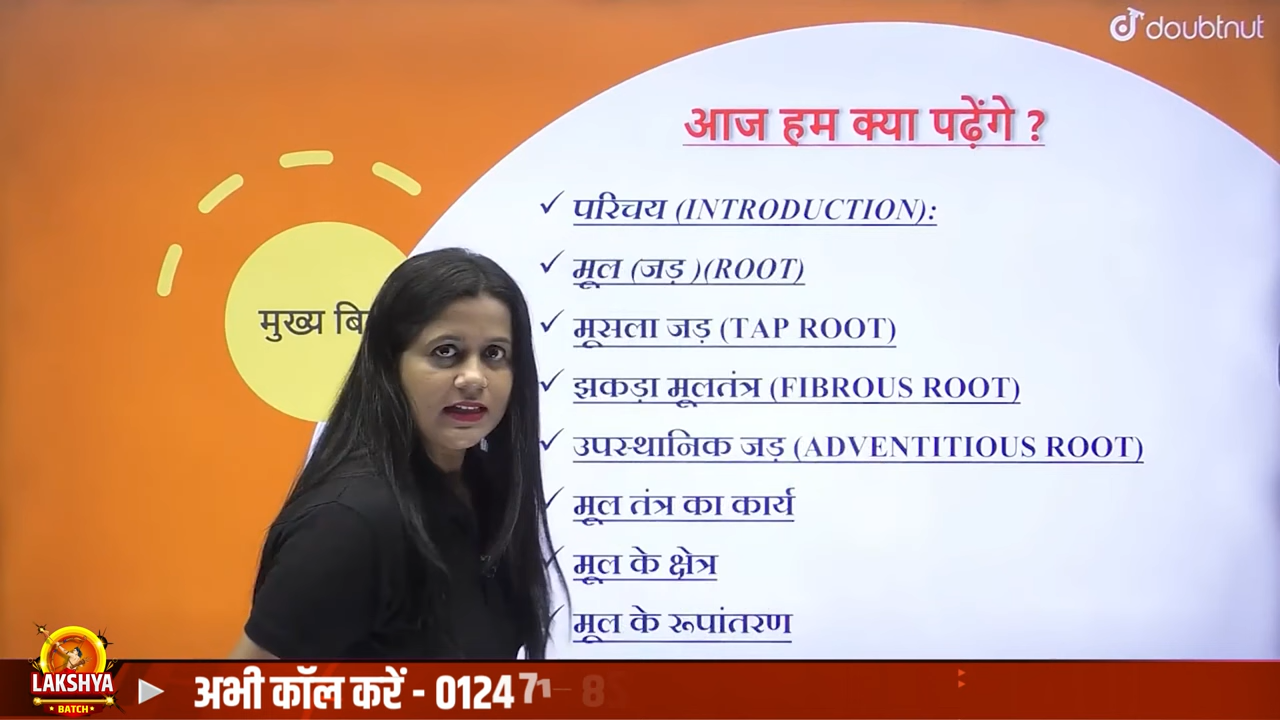 doubtnut
आज हम क्या पढ़ेंगे ?
परिचय (INTRODUCTION):
मूल (जड़ )(ROOT)
मूसला जड़ (TAP ROOT)
झकड़ा मूलतंत्र (FIBROUS ROOT)
उपस्थानिक जड़ (ADVENTITIOUS ROOT)
मूल तंत्र का कार्य
मूल के क्षेत्र
मूल के रूपांतरण
मुख्य
LAKSHYA
BATCH
अभी कॉल करें - 0124